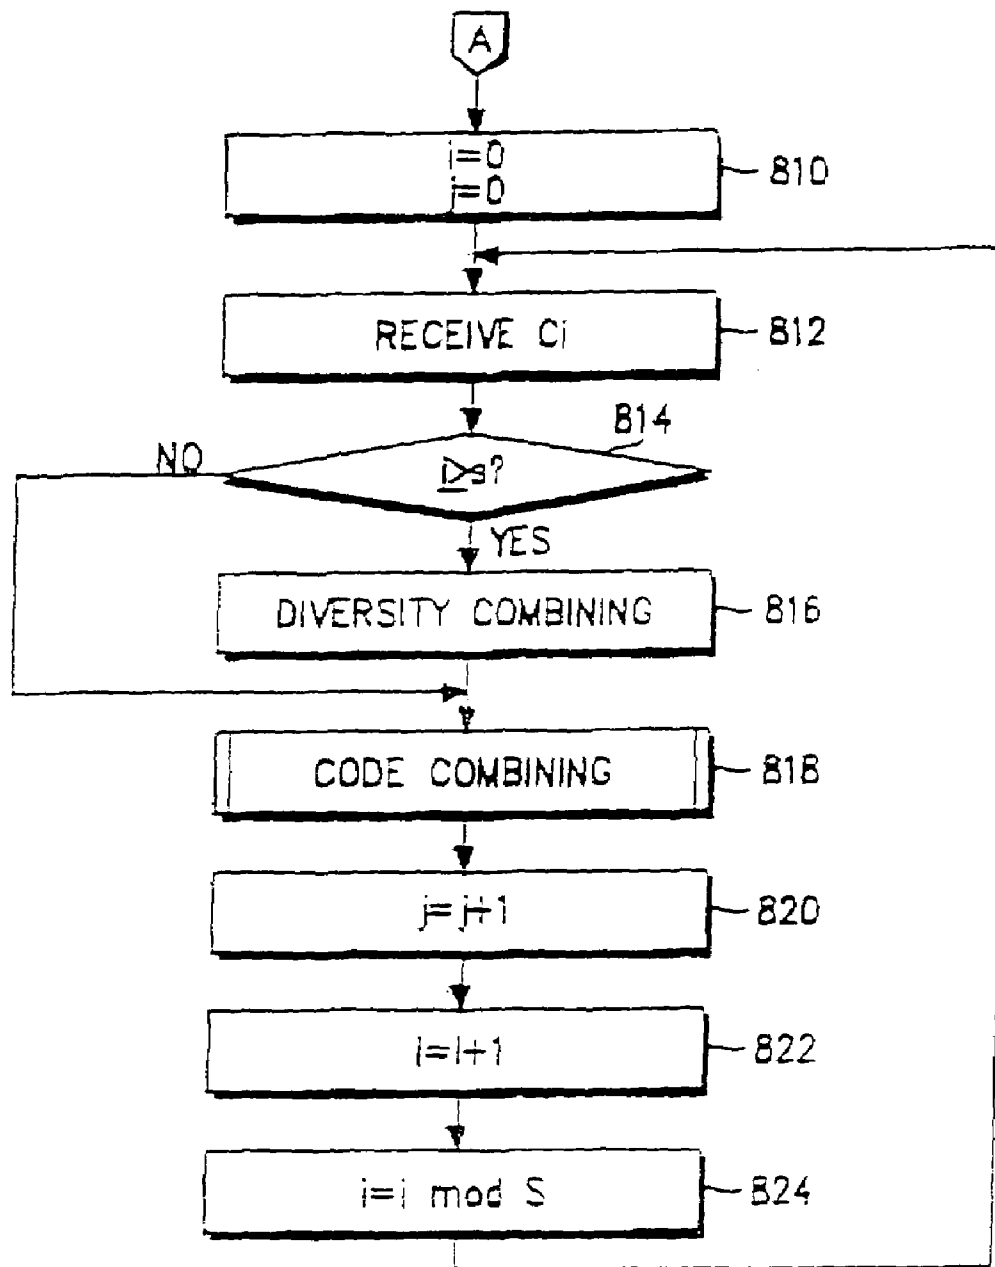 A
i=0
j=0
810
RECEIVE Ci
812
814
NO
YES
DIVERSITY COMBINING
816
CODE COMBINING
818
j=j+1
820
i=i+1
822
i=i mod S
824